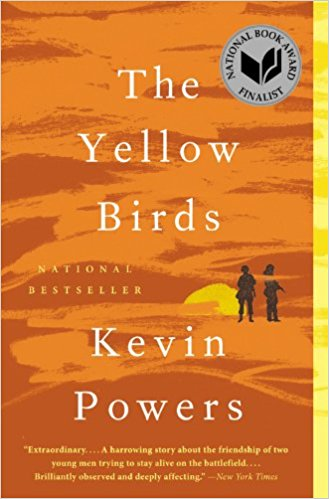 The
Yellow
Birds
NATIONAL BOOK AWARD
FINALIST
NATIONAL
BESTSELLER
Kevin
Powers
"Extraordinary. . . . A harrowing story about the friendship of two
young men trying to stay alive on the battlefield. . . .
Brilliantly observed and deeply affecting." —New York Times